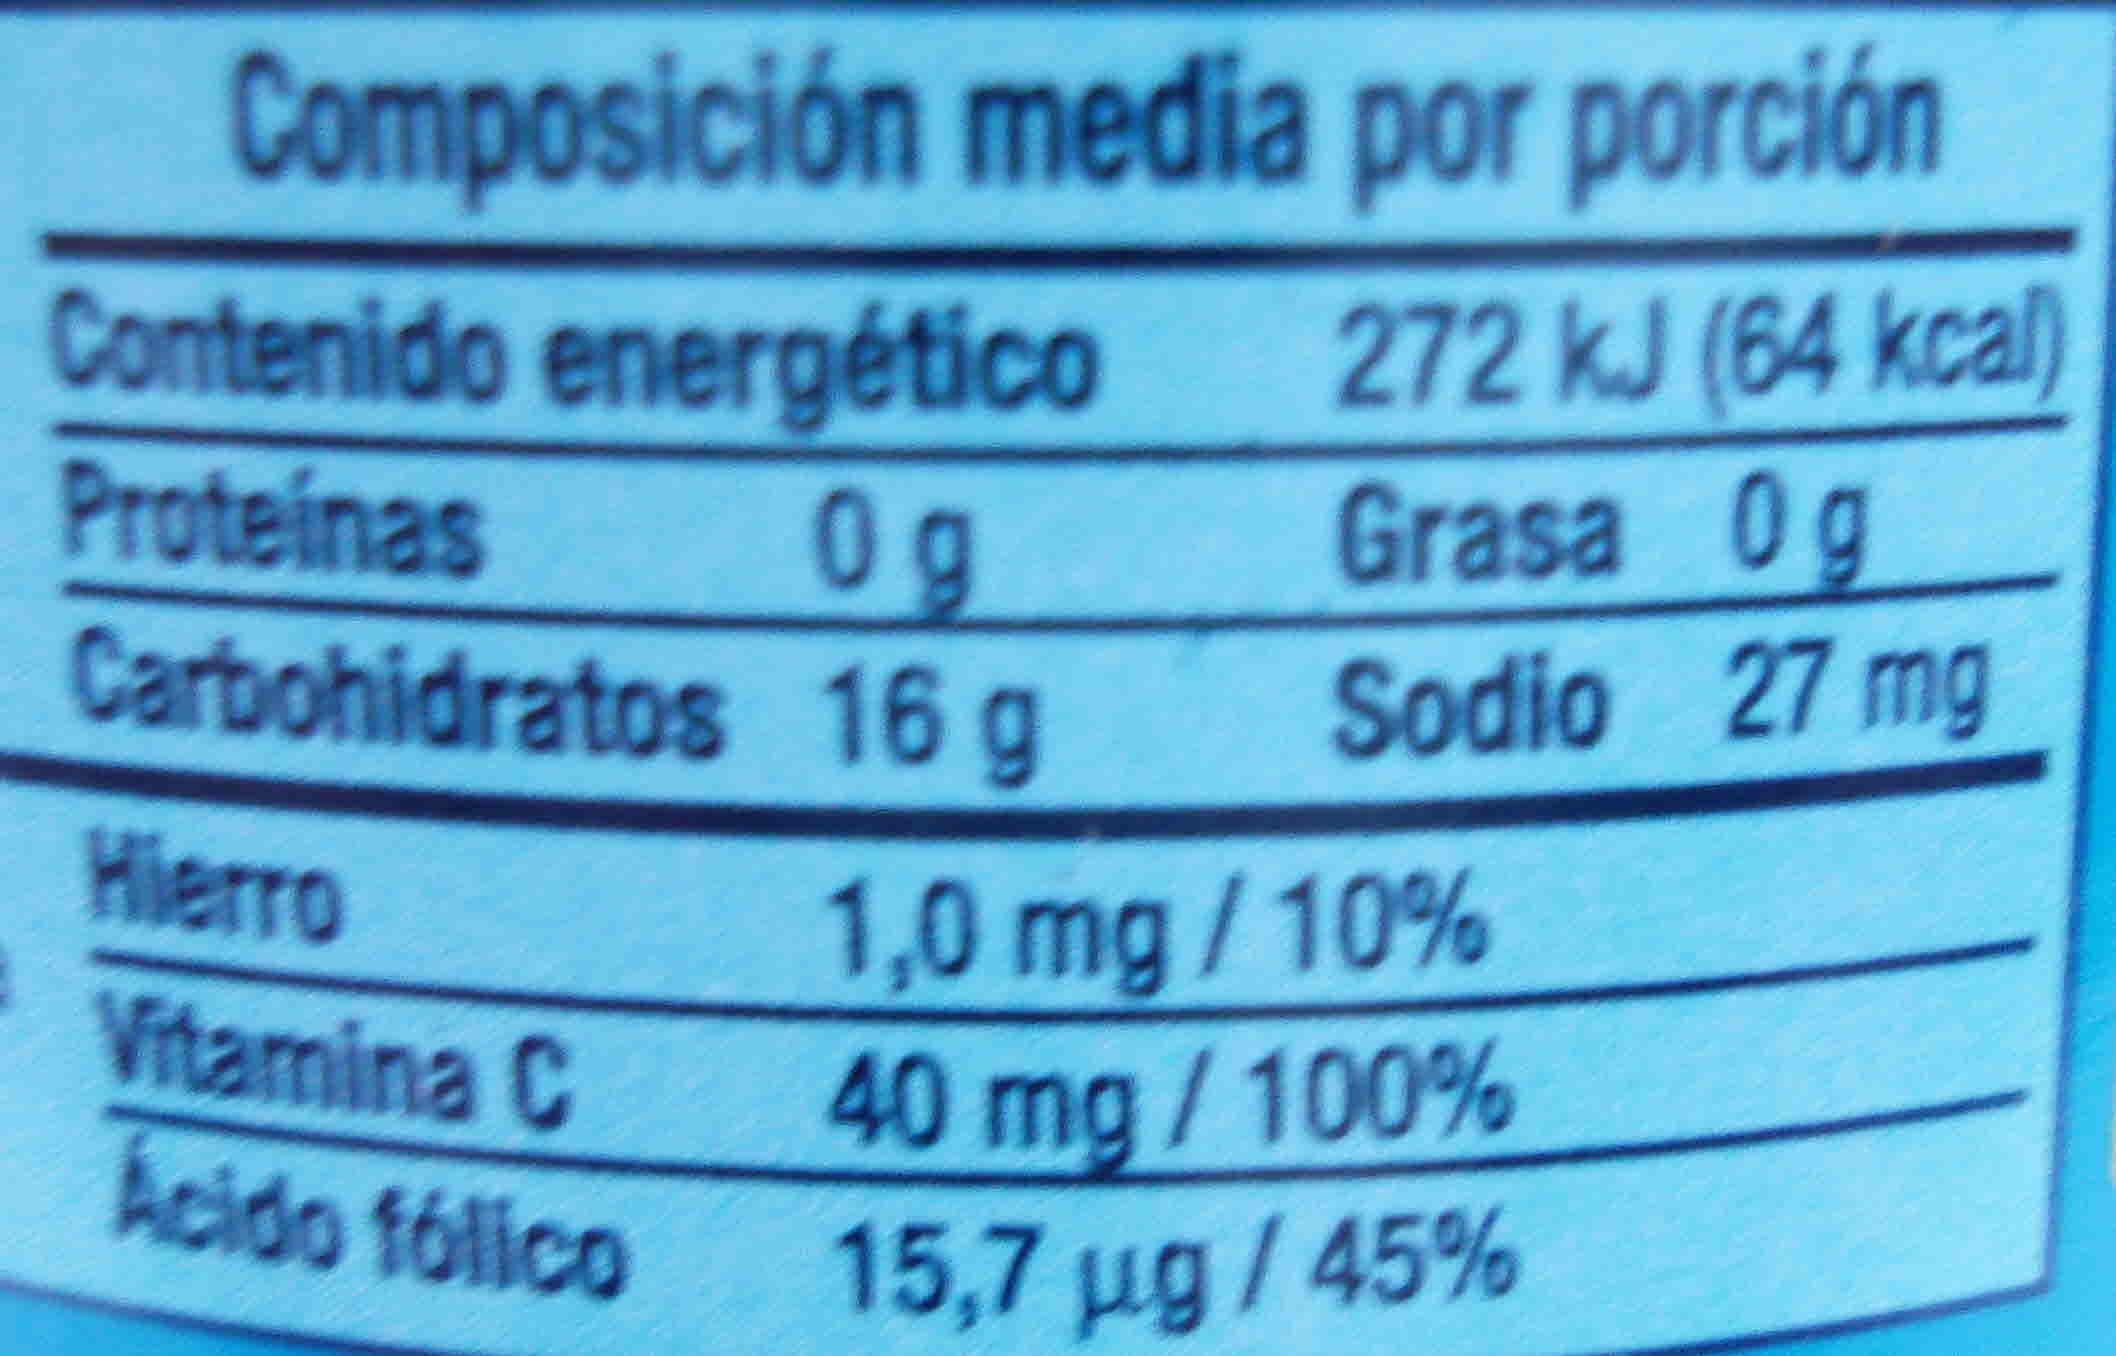 Composición media por porción
Contenido energético 272 kJ (64 kcal)
Proteínas 0 g Grasa 0 g
Carbohidratos 16 g Sodio 27 mg
Hierro 1,0 mg / 10%
Vitamina C 40 mg / 100%
Ácido fólico 15,7 µg / 45%